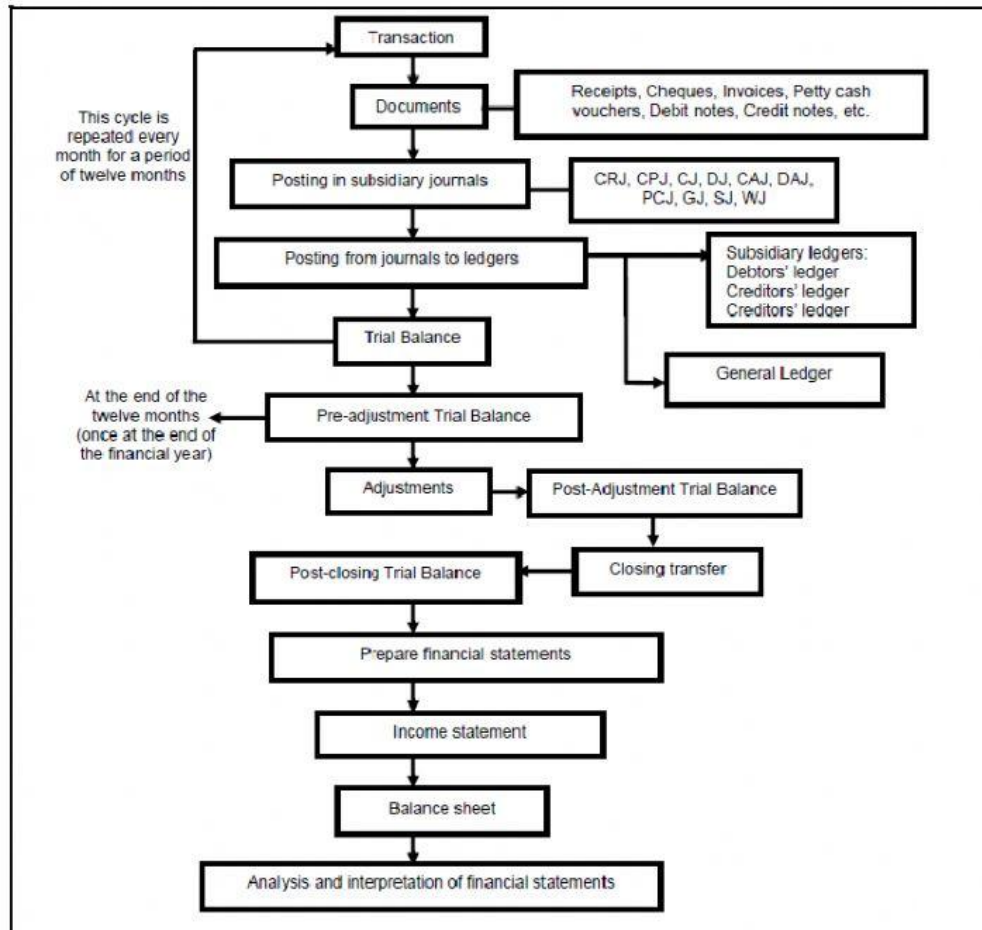 Transaction
Documents
Receipts, Cheques, Invoices, Petty cash
vouchers, Debit notes, Credit notes, etc.
This cycle is
repeated every
month for a period
of twelve months
Posting in subsidiary journals
CRJ, CPJ, CJ, DJ, CAJ, DAJ,
PCJ, GJ, SJ, WJ
Posting from journals to ledgers
Subsidiary ledgers:
Debtors' ledger
Creditors' ledger
Creditors' ledger
Trial Balance
General Ledger
At the end of the
twelve months
(once at the end of
the financial year)
Pre-adjustment Trial Balance
Adjustments
Post-Adjustment Trial Balance
Closing transfer
Post-closing Trial Balance
Prepare financial statements
Income statement
Balance sheet
Analysis and interpretation of financial statements